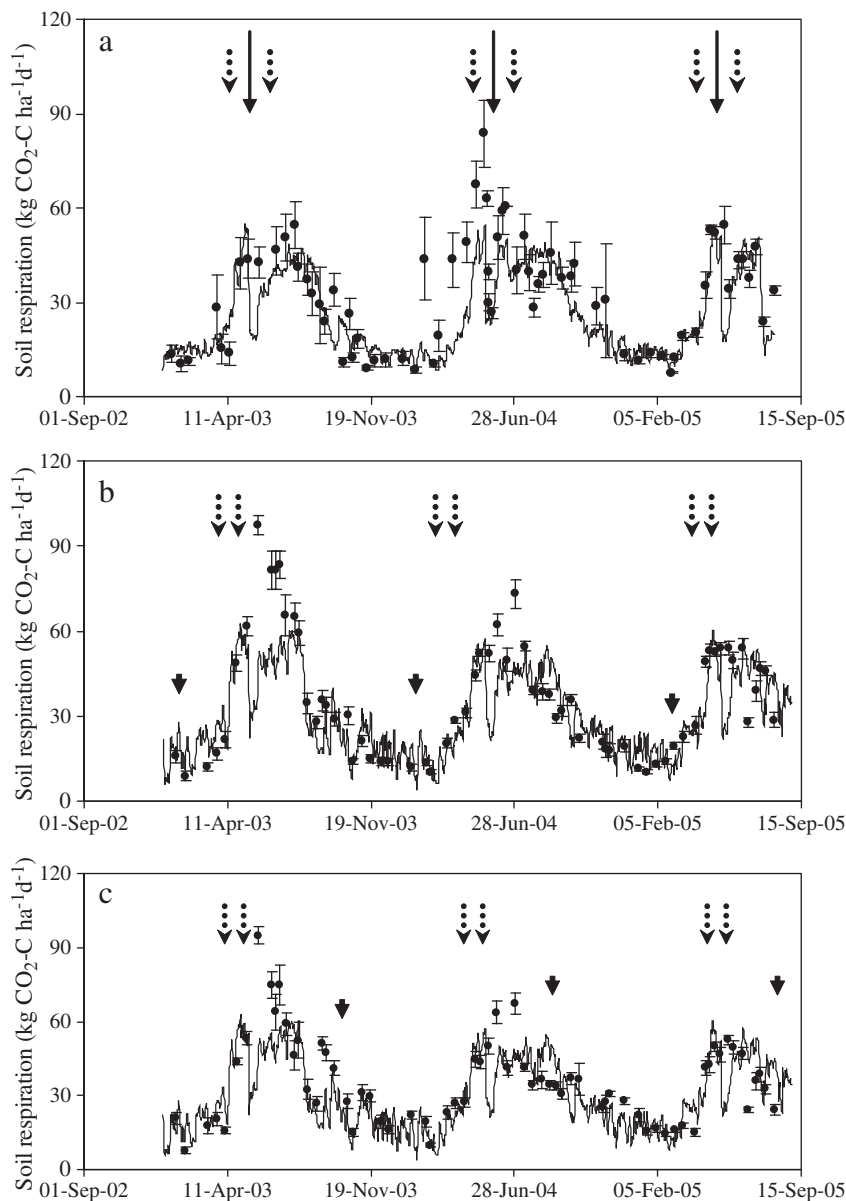 a
Soil respiration (kg CO₂-C ha⁻¹d⁻¹)
120
90
60
30
0
01-Sep-02 11-Apr-03 19-Nov-03 28-Jun-04 05-Feb-05 15-Sep-05
b
Soil respiration (kg CO₂-C ha⁻¹d⁻¹)
120
90
60
30
0
01-Sep-02 11-Apr-03 19-Nov-03 28-Jun-04 05-Feb-05 15-Sep-05
c
Soil respiration (kg CO₂-C ha⁻¹d⁻¹)
120
90
60
30
0
01-Sep-02 11-Apr-03 19-Nov-03 28-Jun-04 05-Feb-05 15-Sep-05